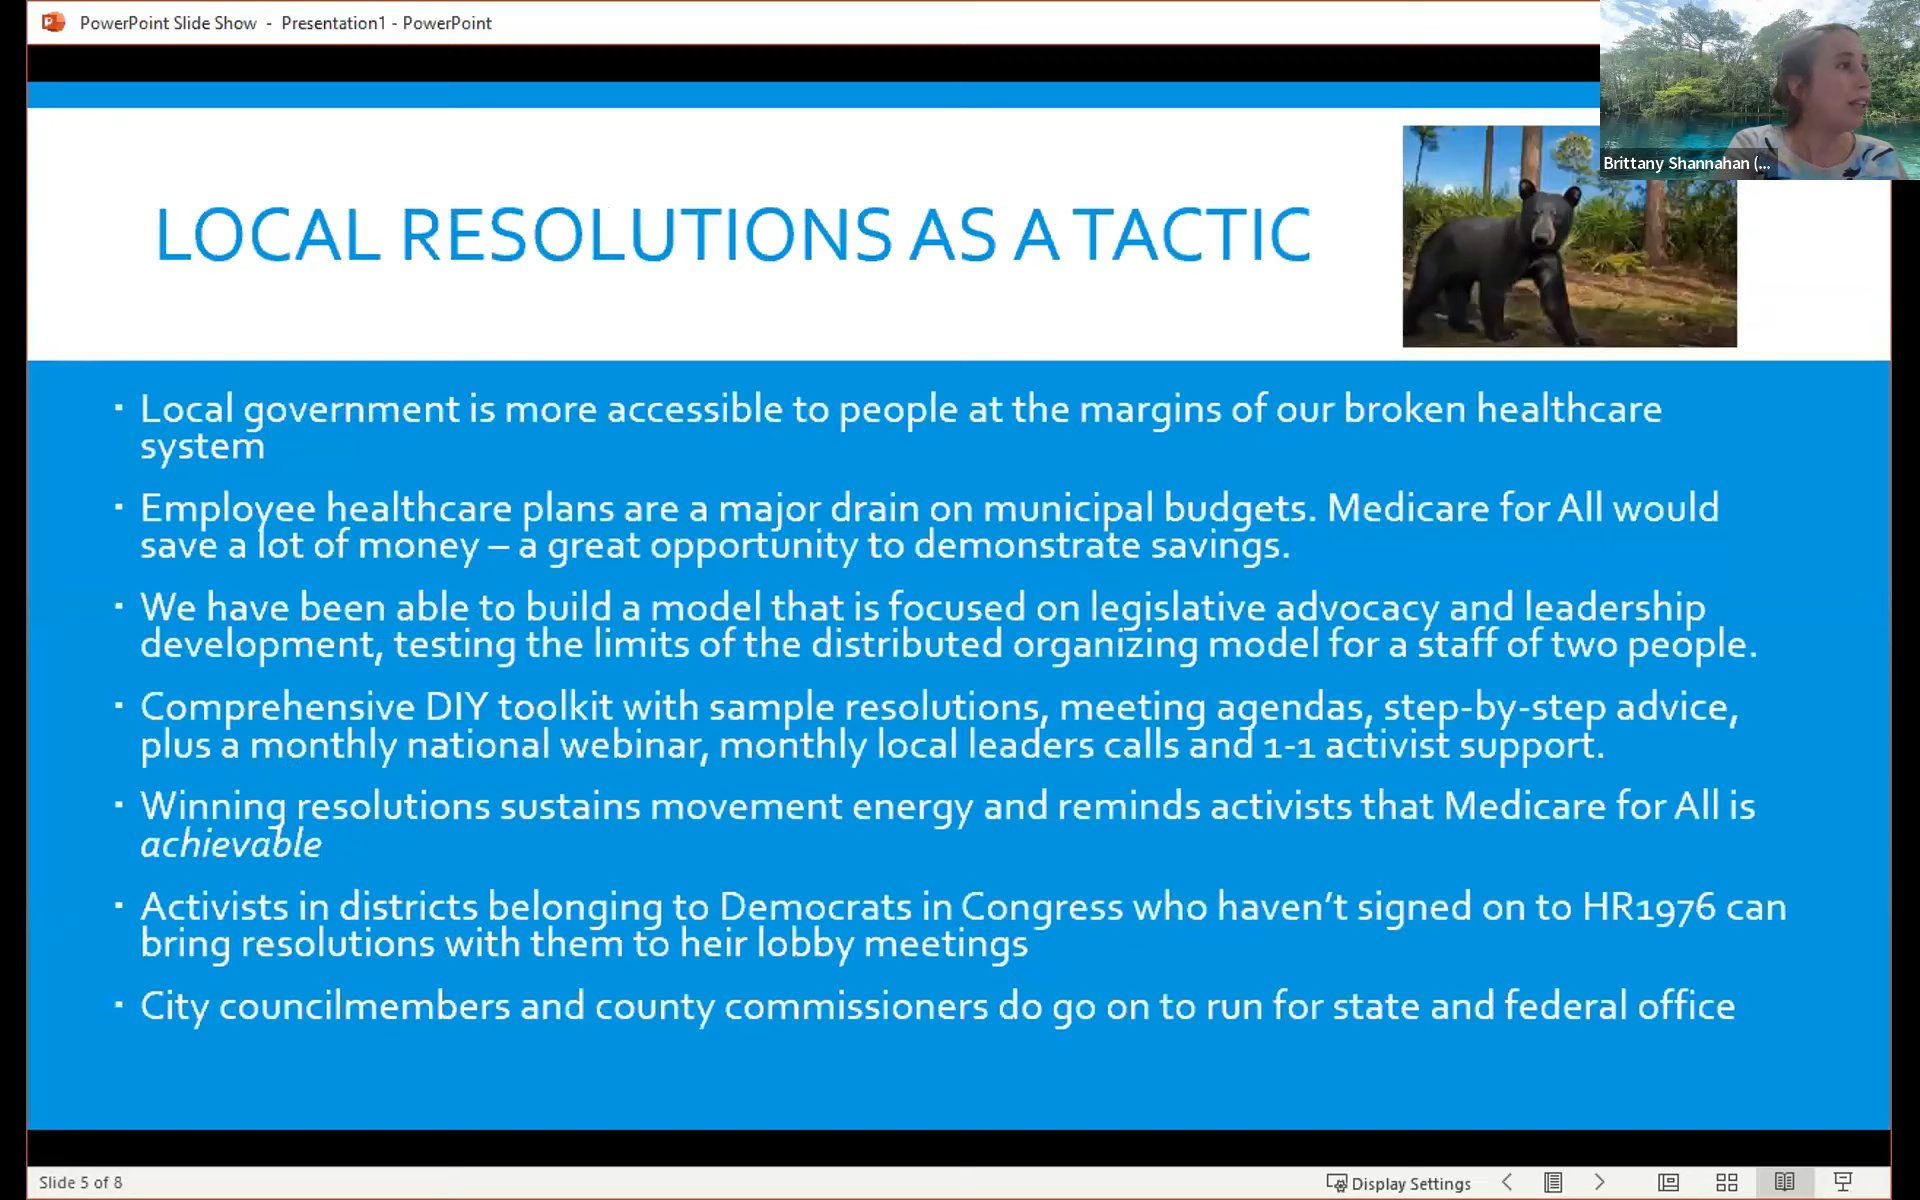 PowerPoint Slide Show - Presentation1 - PowerPoint
Brittany Shannahan (...
LOCAL RESOLUTIONS AS A TACTIC
▪ Local government is more accessible to people at the margins of our broken healthcare
system
▪ Employee healthcare plans are a major drain on municipal budgets. Medicare for All would
save a lot of money – a great opportunity to demonstrate savings.
▪ We have been able to build a model that is focused on legislative advocacy and leadership
development, testing the limits of the distributed organizing model for a staff of two people.
▪ Comprehensive DIY toolkit with sample resolutions, meeting agendas, step-by-step advice,
plus a monthly national webinar, monthly local leaders calls and 1-1 activist support.
▪ Winning resolutions sustains movement energy and reminds activists that Medicare for All is
achievable
▪ Activists in districts belonging to Democrats in Congress who haven't signed on to HR1976 can
bring resolutions with them to heir lobby meetings
▪ City councilmembers and county commissioners do go on to run for state and federal office
Slide 5 of 8
Display Settings